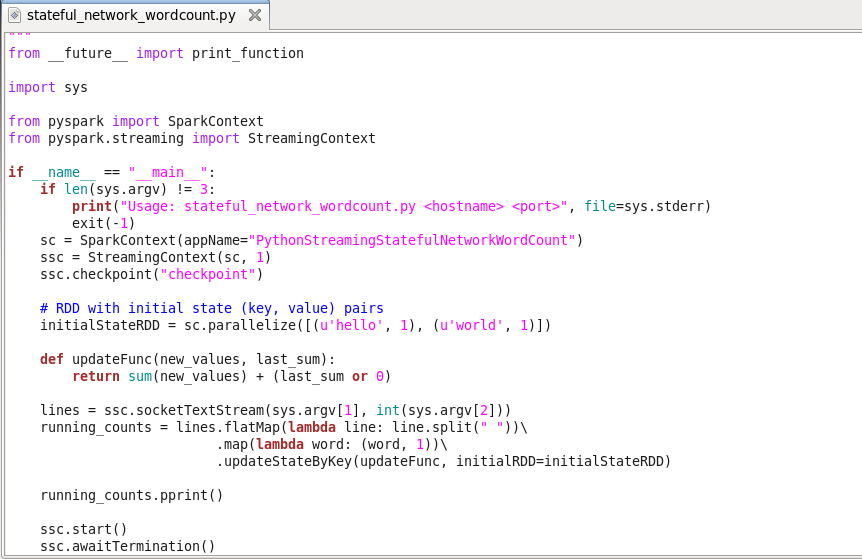 stateful_network_wordcount.py
"""
from __future__ import print_function
import sys
from pyspark import SparkContext
from pyspark.streaming import StreamingContext
if __name__ == "__main__":
    if len(sys.argv) != 3:
        print("Usage: stateful_network_wordcount.py <hostname> <port>", file=sys.stderr)
        exit(-1)
    sc = SparkContext(appName="PythonStreamingStatefulNetworkWordCount")
    ssc = StreamingContext(sc, 1)
    ssc.checkpoint("checkpoint")
    # RDD with initial state (key, value) pairs
    initialStateRDD = sc.parallelize([(u'hello', 1), (u'world', 1)])
    def updateFunc(new_values, last_sum):
        return sum(new_values) + (last_sum or 0)
    lines = ssc.socketTextStream(sys.argv[1], int(sys.argv[2]))
    running_counts = lines.flatMap(lambda line: line.split(" "))\
                          .map(lambda word: (word, 1))\
                          .updateStateByKey(updateFunc, initialRDD=initialStateRDD)
    running_counts.pprint()
    ssc.start()
    ssc.awaitTermination()